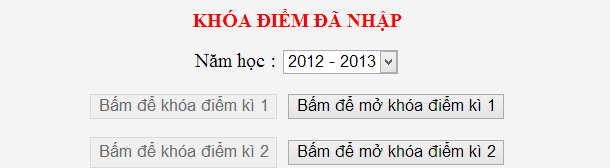 KHÓA ĐIỂM ĐÃ NHẬP
Năm học : 2012 - 2013
Bấm để khóa điểm kì 1 Bấm để mở khóa điểm kì 1
Bấm để khóa điểm kì 2 Bấm để mở khóa điểm kì 2